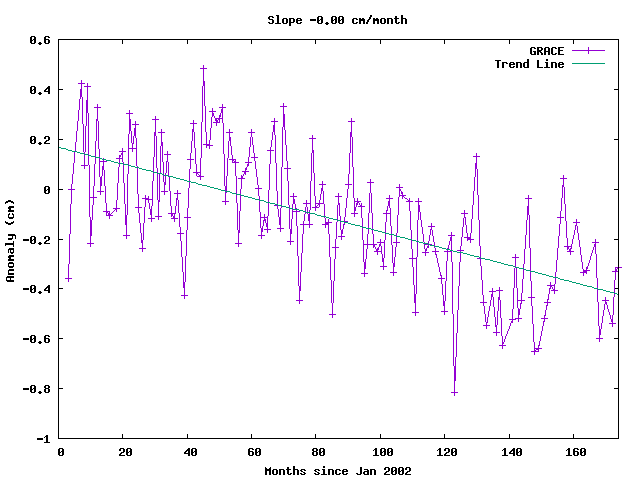 Slope -0.00 cm/month
GRACE
Trend Line
0.6
0.4
0.2
0
-0.2
-0.4
-0.6
-0.8
-1
Anomaly (cm)
0 20 40 60 80 100 120 140 160
Months since Jan 2002